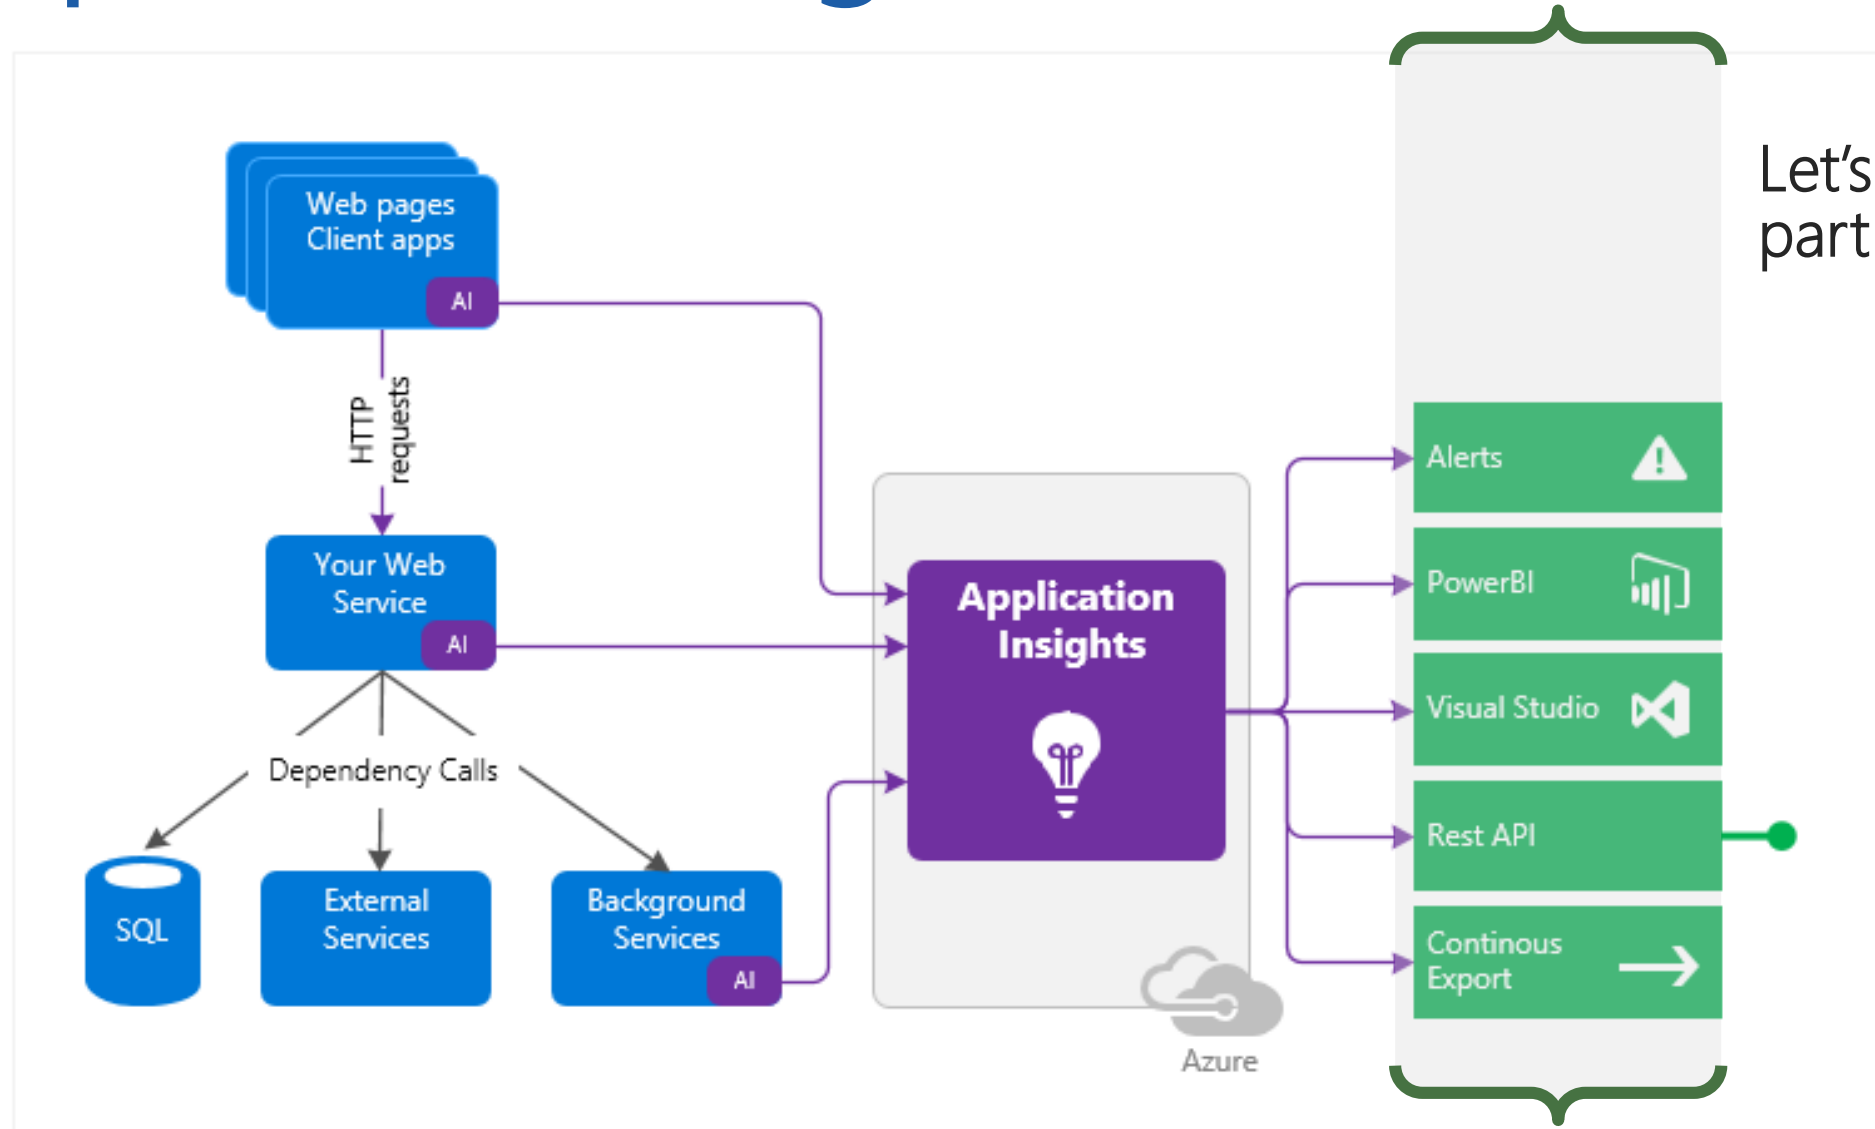 Let's
part
Web pages
Client apps
AI
HTTP
requests
Your Web
Service
AI
Dependency Calls
SQL
External
Services
Background
Services
AI
Application
Insights
Azure
Alerts
PowerBI
Visual Studio
Rest API
Continous
Export